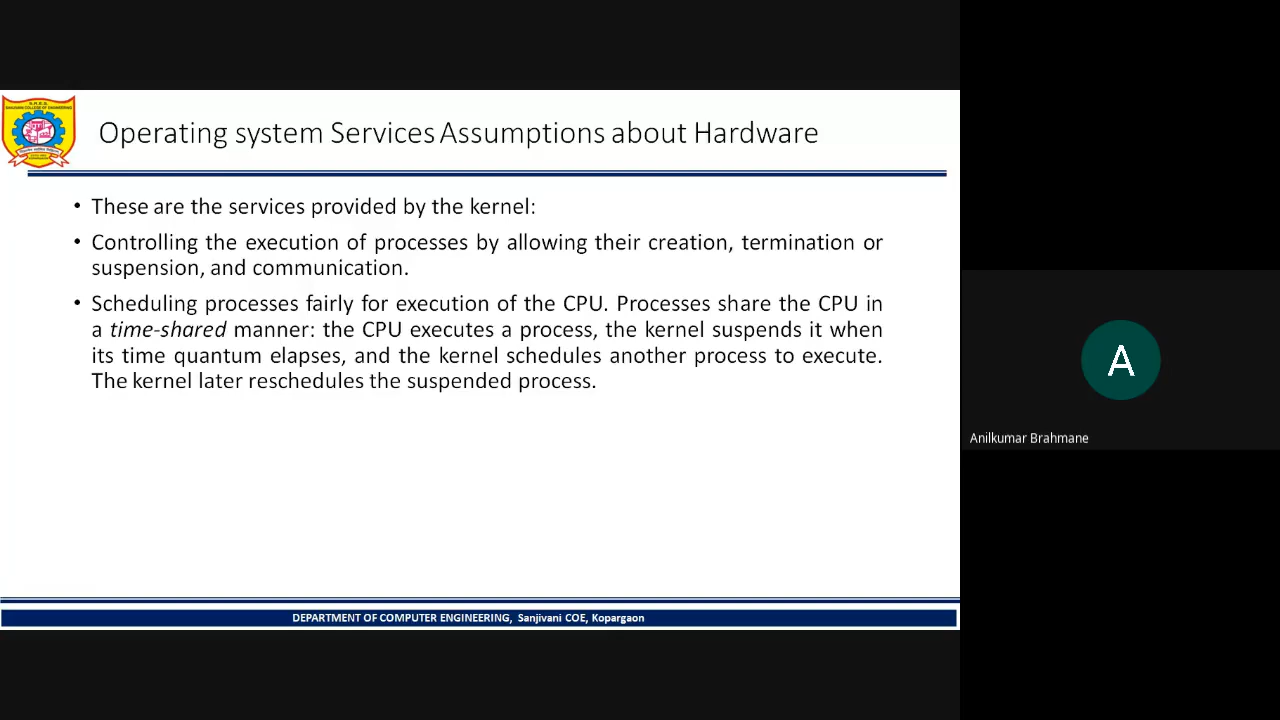 Operating system Services Assumptions about Hardware
• These are the services provided by the kernel:
• Controlling the execution of processes by allowing their creation, termination or
suspension, and communication.
• Scheduling processes fairly for execution of the CPU. Processes share the CPU in
a time-shared manner: the CPU executes a process, the kernel suspends it when
its time quantum elapses, and the kernel schedules another process to execute.
The kernel later reschedules the suspended process.
DEPARTMENT OF COMPUTER ENGINEERING, Sanjivani COE, Kopargaon
A
Anilkumar Brahmane